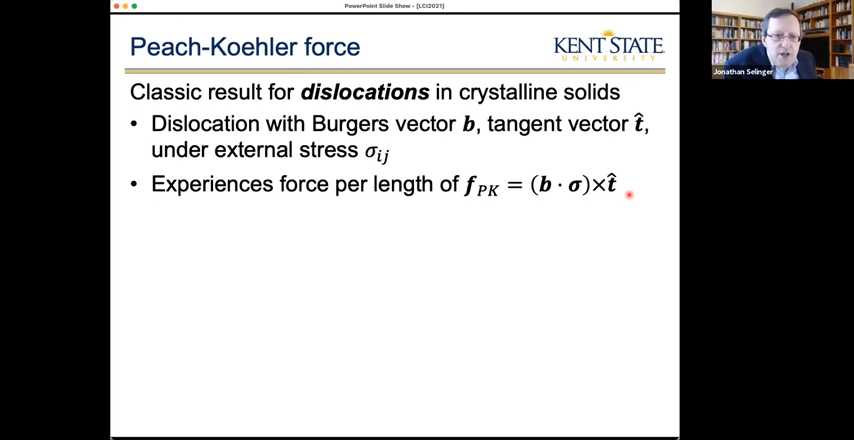 PowerPoint Slide Show - [LCI2021]
Peach-Koehler force
KENT STATE
UNIVERSITY
Jonathan Selinger
Classic result for dislocations in crystalline solids
• Dislocation with Burgers vector b, tangent vector t̂,
under external stress σᵢⱼ
• Experiences force per length of f_PK = (b · σ)×t̂